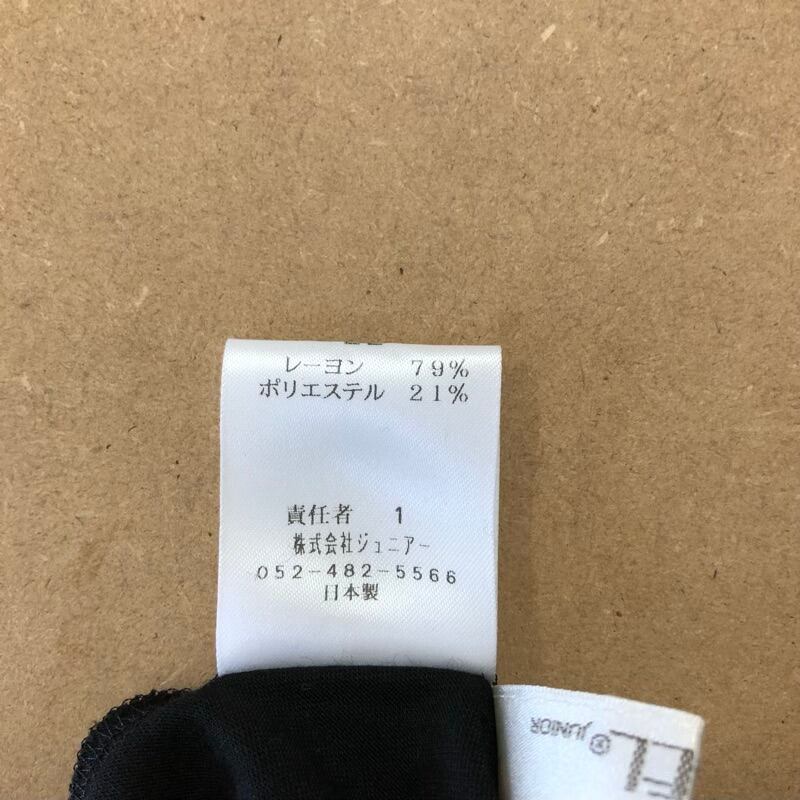 レーヨン 79%
ポリエステル 21%
責任者 1
株式会社ジュニアー
052-482-5566
日本製
® JUNIOR